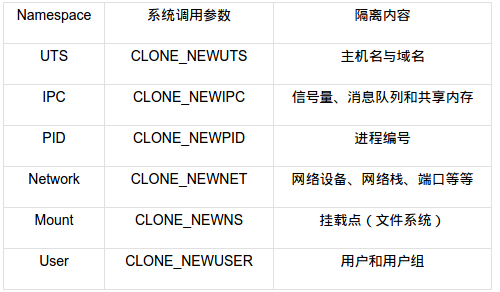 Namespace 系统调用参数 隔离内容
UTS CLONE_NEWUTS 主机名与域名
IPC CLONE_NEWIPC 信号量、消息队列和共享内存
PID CLONE_NEWPID 进程编号
Network CLONE_NEWNET 网络设备、网络栈、端口等等
Mount CLONE_NEWNS 挂载点（文件系统）
User CLONE_NEWUSER 用户和用户组